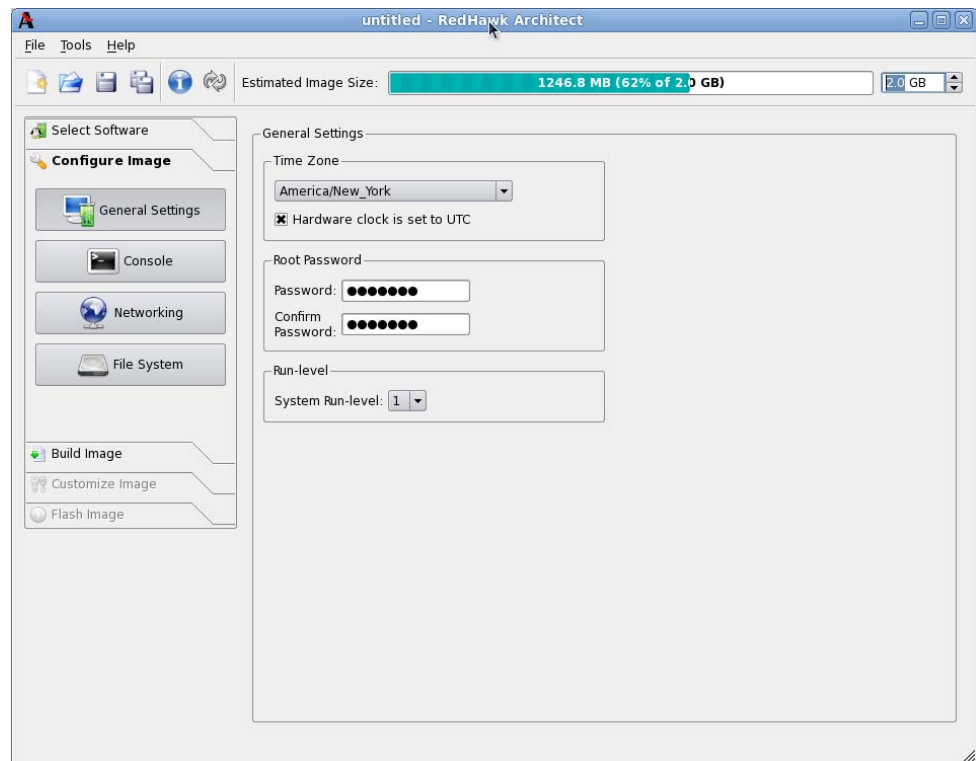 untitled - RedHawk Architect
File Tools Help
Estimated Image Size: 1246.8 MB (62% of 2.0 GB) 2.0 GB
Select Software
Configure Image
General Settings
Console
Networking
File System
Build Image
Customize Image
Flash Image
General Settings
Time Zone
America/New_York
Hardware clock is set to UTC
Root Password
Password: ●●●●●●●
Confirm
Password: ●●●●●●●
Run-level
System Run-level: 1